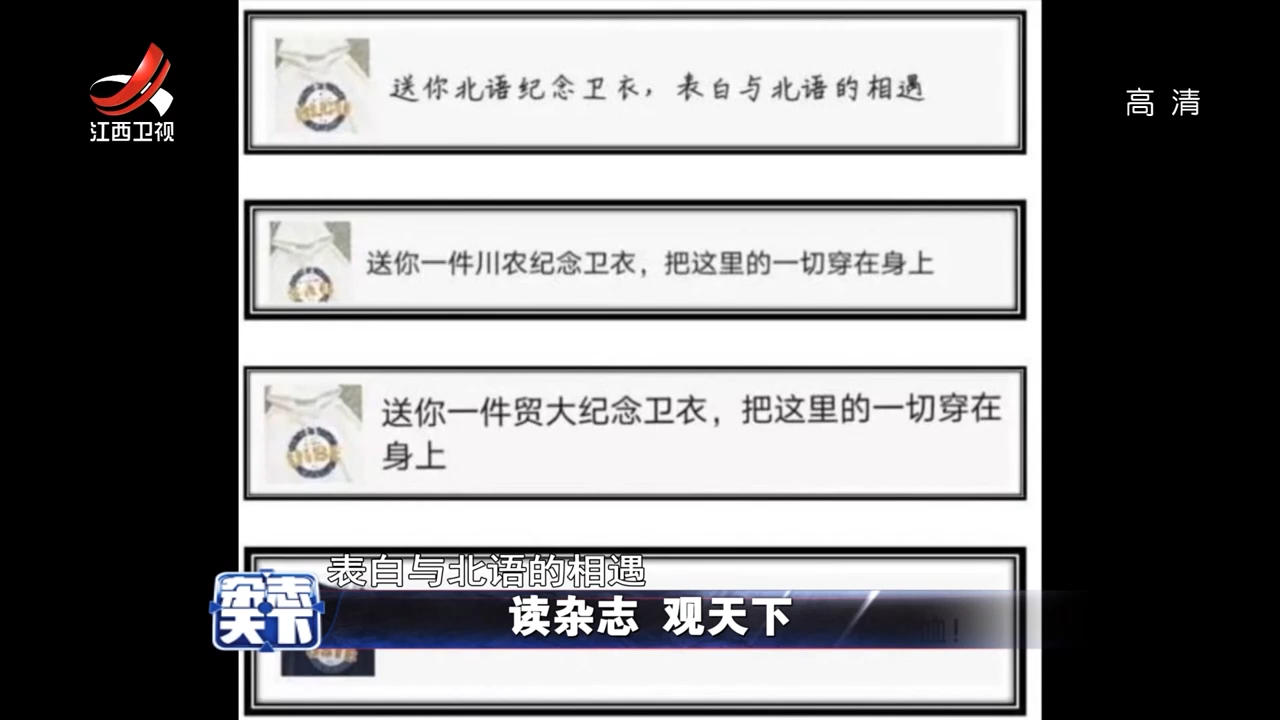 江西卫视
高清
送你北语纪念卫衣，表白与北语的相遇
送你一件川农纪念卫衣，把这里的一切穿在身上
送你一件贸大纪念卫衣，把这里的一切穿在
身上
表白与北语的相遇
杂志
天下
读杂志 观天下